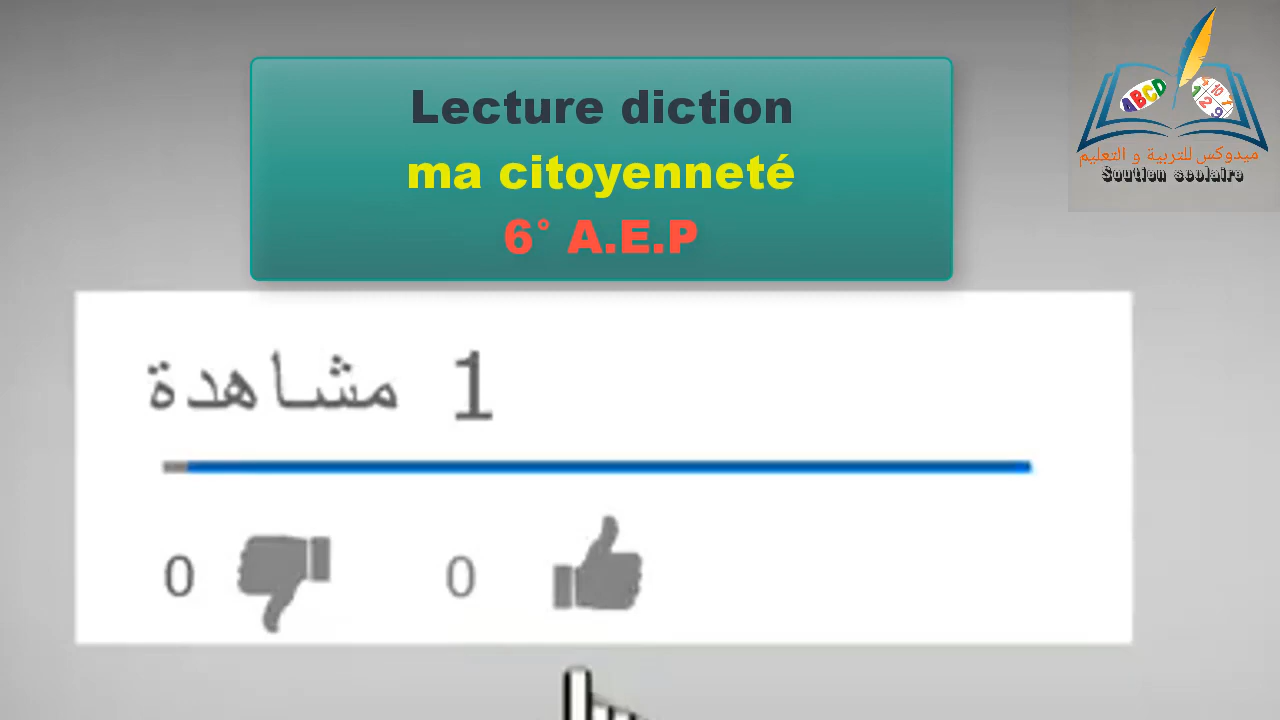 Lecture diction
ma citoyenneté
6° A.E.P
ABCD
ميدوكس للتربية و التعليم
Soutien scolaire
1 مشاهدة
0
0